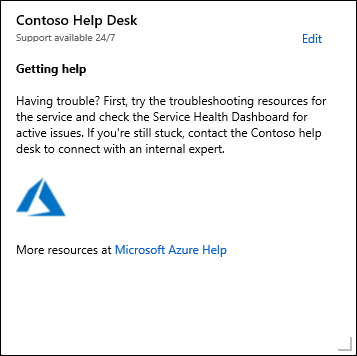 Contoso Help Desk
Support available 24/7
Edit
Getting help
Having trouble? First, try the troubleshooting resources for
the service and check the Service Health Dashboard for
active issues. If you're still stuck, contact the Contoso help
desk to connect with an internal expert.
More resources at Microsoft Azure Help